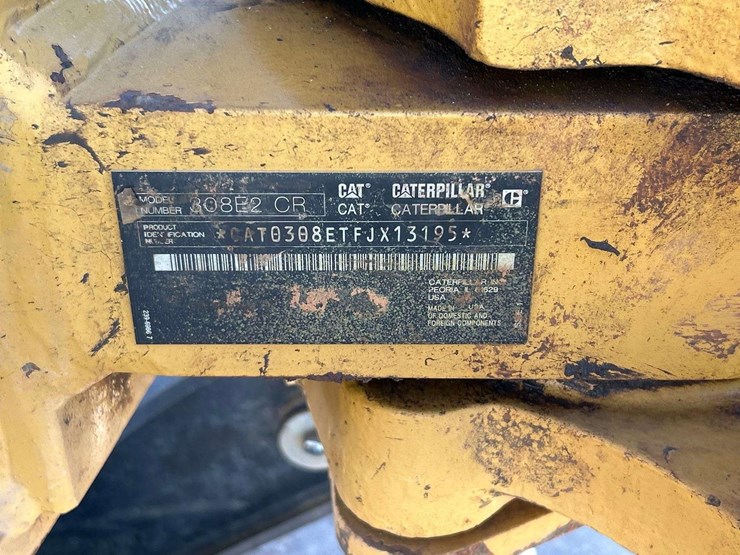 MODEL NUMBER 308E2 CR
CAT® CATERPILLAR® C®
CAT® CATERPILLAR
PRODUCT IDENTIFICATION NUMBER *CAT0308ETFJX13195*
CATERPILLAR INC.
PEORIA, IL 61629
USA
MADE IN USA
OF DOMESTIC AND
FOREIGN COMPONENTS